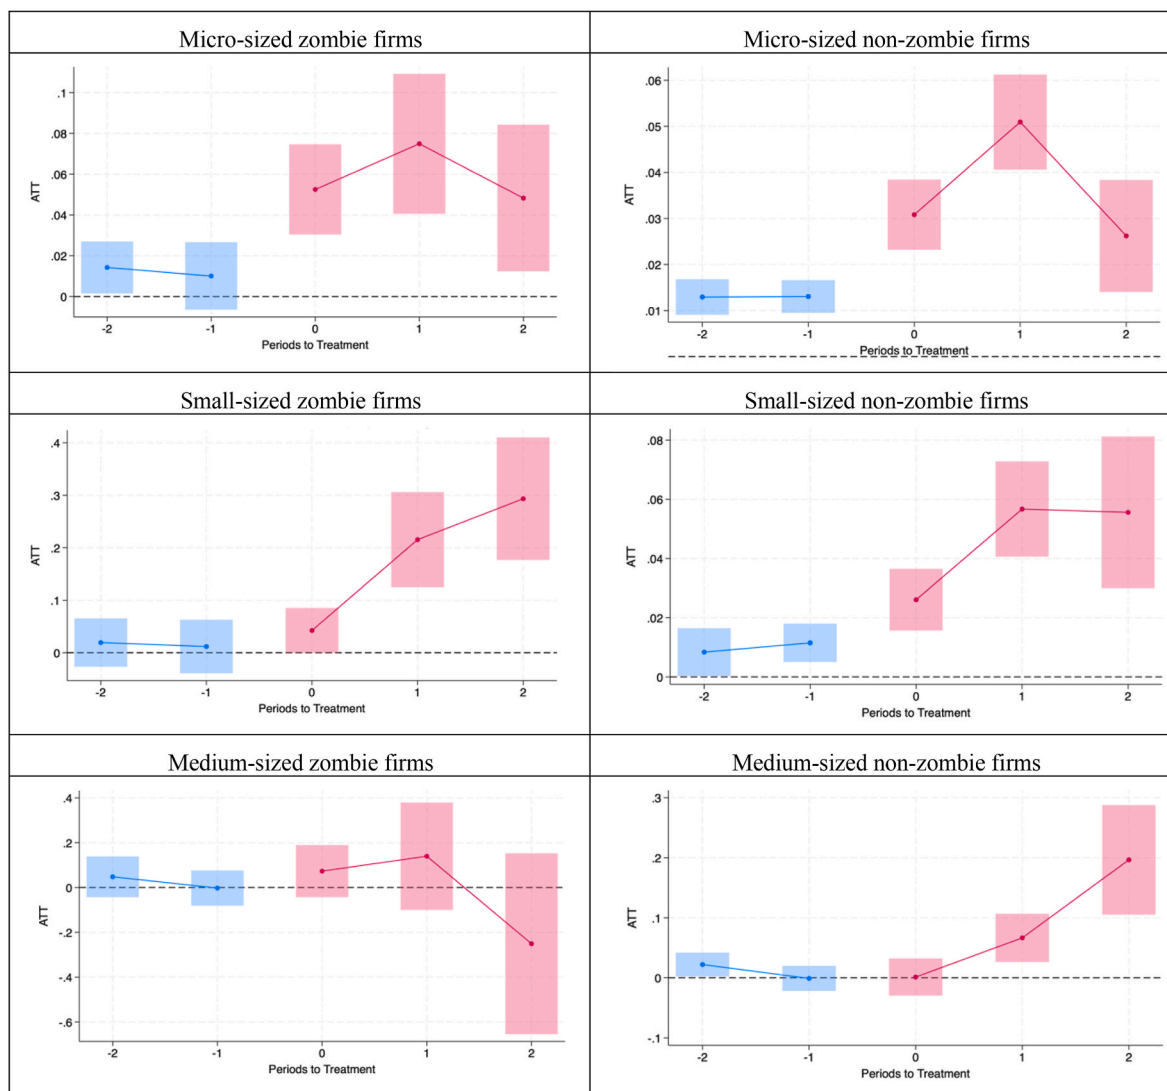 Micro-sized zombie firms
Micro-sized non-zombie firms
.1
.08
.06
.04
.02
0
ATT
-2 -1 0 1 2
Periods to Treatment
.06
.05
.04
.03
.02
.01
ATT
-2 -1 0 1 2
Periods to Treatment
Small-sized zombie firms
Small-sized non-zombie firms
.4
.3
.2
.1
0
ATT
-2 -1 0 1 2
Periods to Treatment
.08
.06
.04
.02
0
ATT
-2 -1 0 1 2
Periods to Treatment
Medium-sized zombie firms
Medium-sized non-zombie firms
.4
.2
0
-.2
-.4
-.6
ATT
-2 -1 0 1 2
Periods to Treatment
.3
.2
.1
0
-.1
ATT
-2 -1 0 1 2
Periods to Treatment